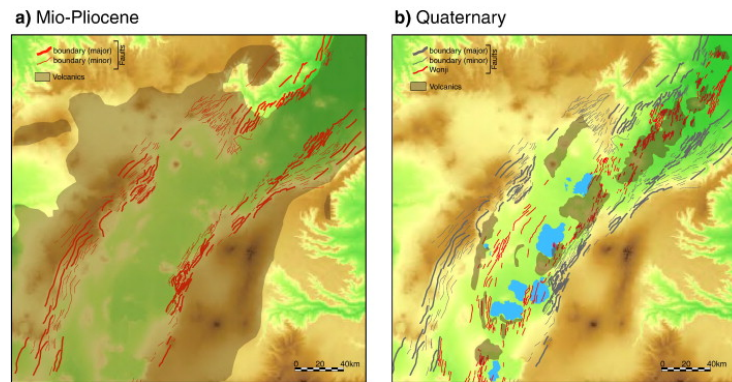 a) Mio-Pliocene
boundary (major)
boundary (minor)
Faults
Volcanics
0 20 40km
b) Quaternary
boundary (major)
boundary (minor)
Wonji
Faults
Volcanics
0 20 40km